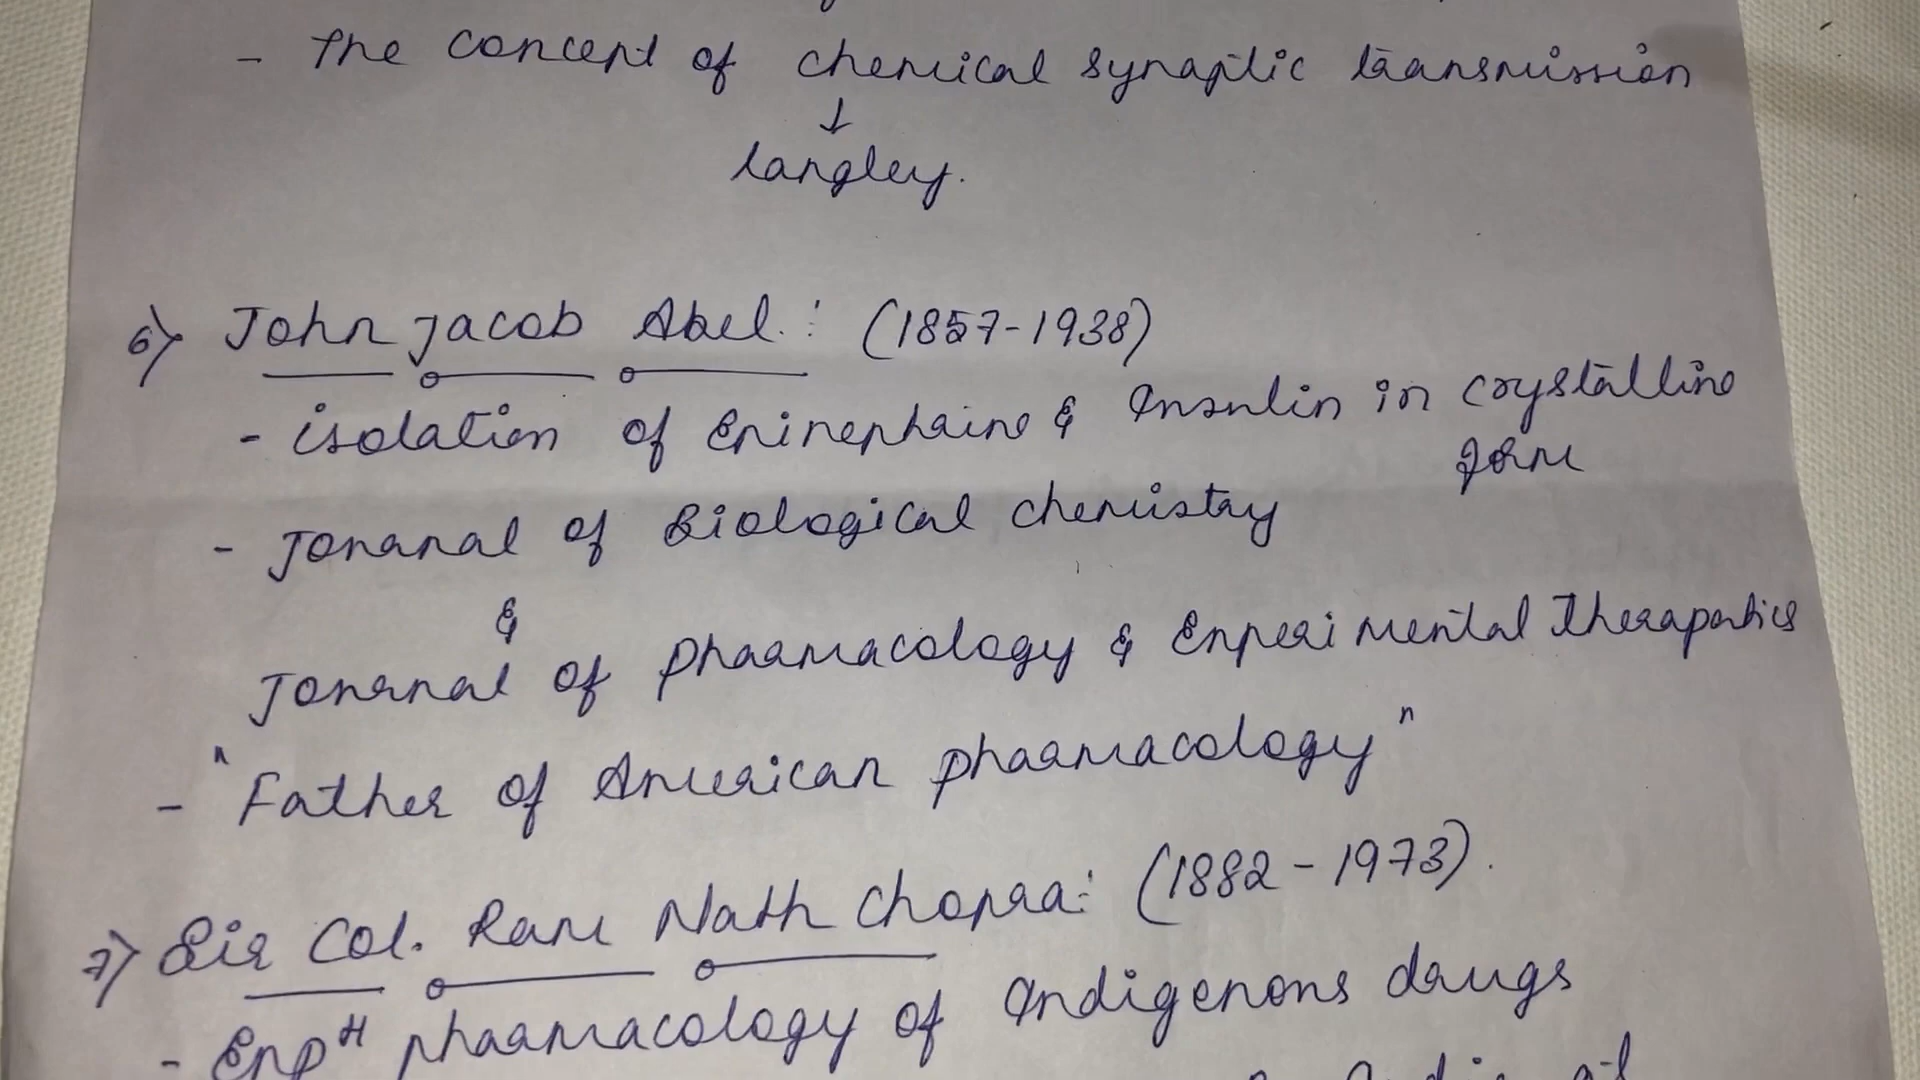 - The concept of chemical synaptic transmission
↓
langley.
6) John Jacob Abel : (1857-1938)
- isolation of Epinephrine & Insulin in crystalline
form
- Journal of Biological chemistry
&
Journal of pharmacology & Experimental Therapeutics
- "Father of American pharmacology"
7) Sir Col. Ram Nath Chopra: (1882-1973).
- pharmacology of Indigenous drugs